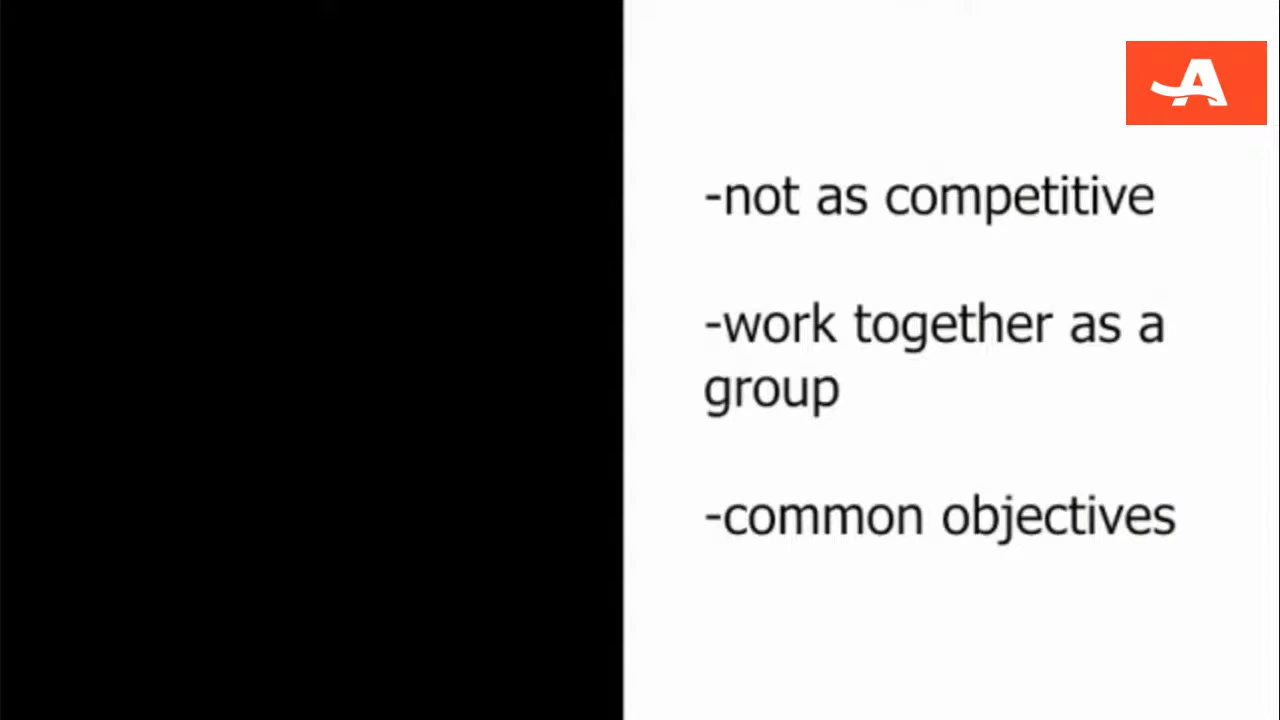 -not as competitive
-work together as a
group
-common objectives